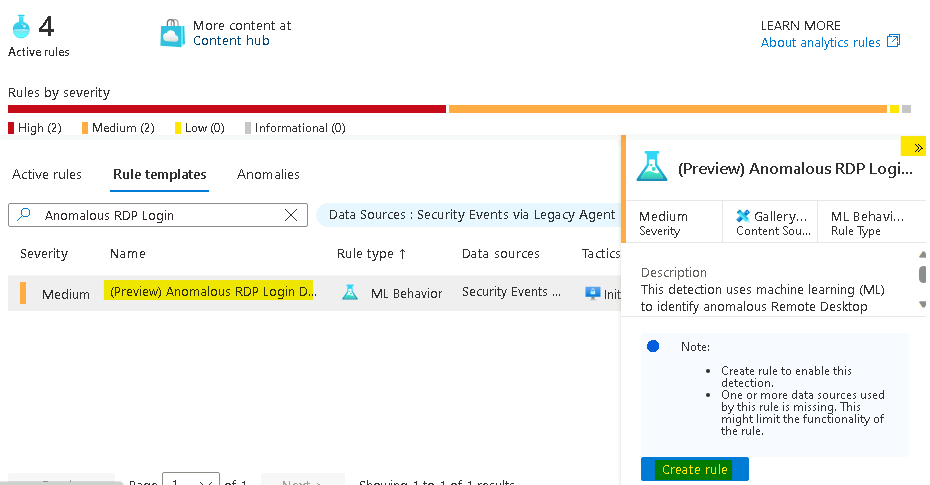 4
Active rules
More content at
Content hub
LEARN MORE
About analytics rules
Rules by severity
High (2) Medium (2) Low (0) Informational (0)
Active rules Rule templates Anomalies
Anomalous RDP Login
Data Sources : Security Events via Legacy Agent
Severity Name Rule type ↑ Data sources Tactics
Medium (Preview) Anomalous RDP Login D... ML Behavior Security Events ... Init
Page 1 of 1 Next > Showing 1 to 1 of 1 results.
»
(Preview) Anomalous RDP Logi...
Medium Gallery... ML Behavi...
Severity Content Sou... Rule Type
Description
This detection uses machine learning (ML)
to identify anomalous Remote Desktop
Note:
• Create rule to enable this
detection.
• One or more data sources used
by this rule is missing. This
might limit the functionality of
the rule.
Create rule